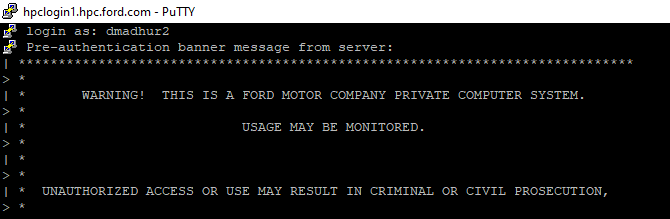 hpclogin1.hpc.ford.com - PuTTY
login as: dmadhur2
Pre-authentication banner message from server:
| *****************************************************************************
> *
| *       WARNING!  THIS IS A FORD MOTOR COMPANY PRIVATE COMPUTER SYSTEM.
> *
| *                           USAGE MAY BE MONITORED.
> *
| *
> *
| *  UNAUTHORIZED ACCESS OR USE MAY RESULT IN CRIMINAL OR CIVIL PROSECUTION,
> *